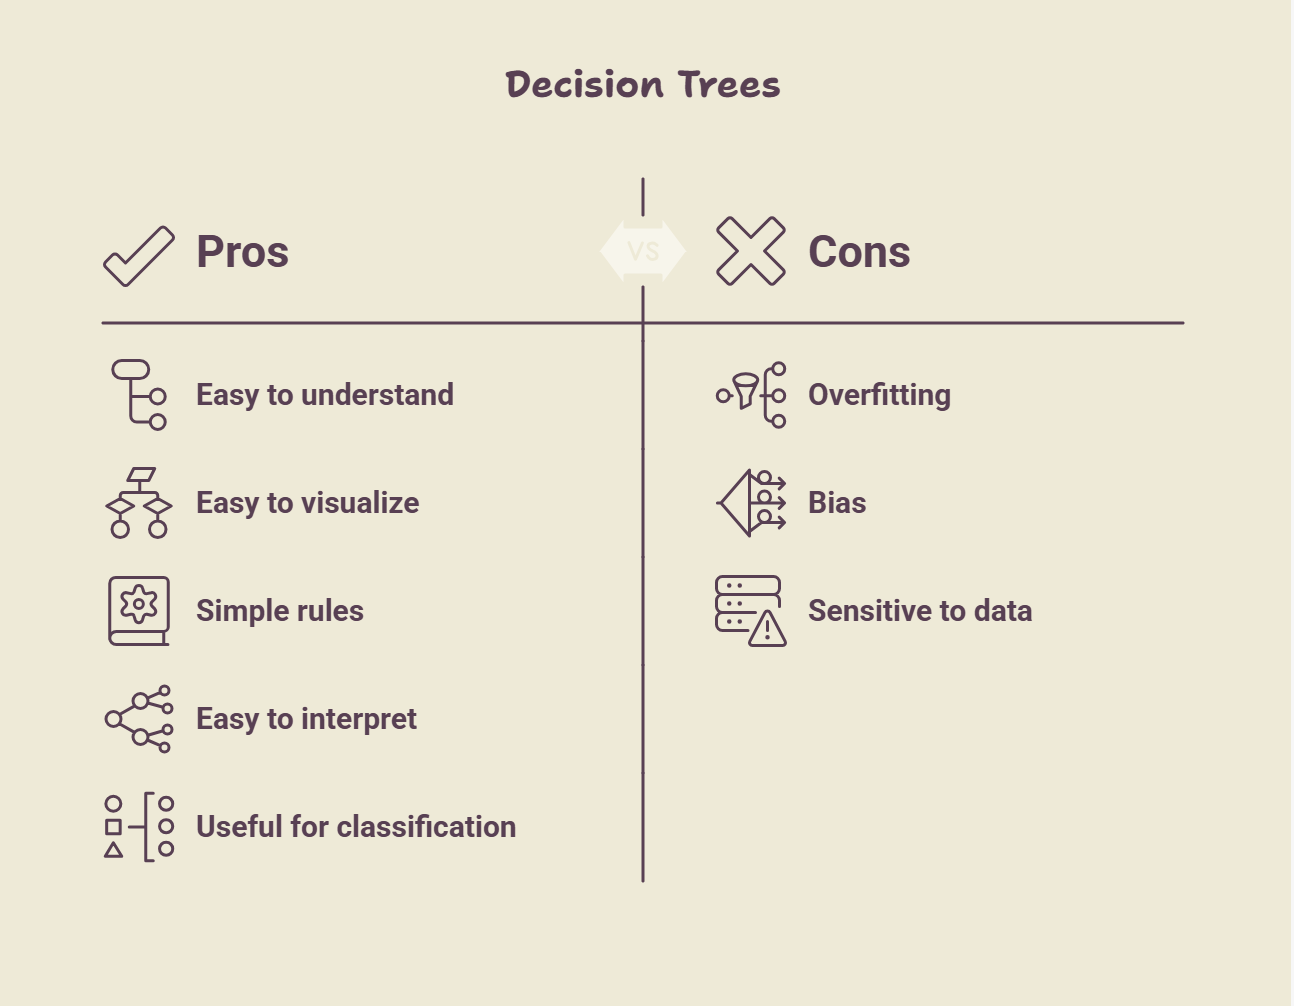 Decision Trees
Pros
VS
Cons
Easy to understand
Overfitting
Easy to visualize
Bias
Simple rules
Sensitive to data
Easy to interpret
Useful for classification